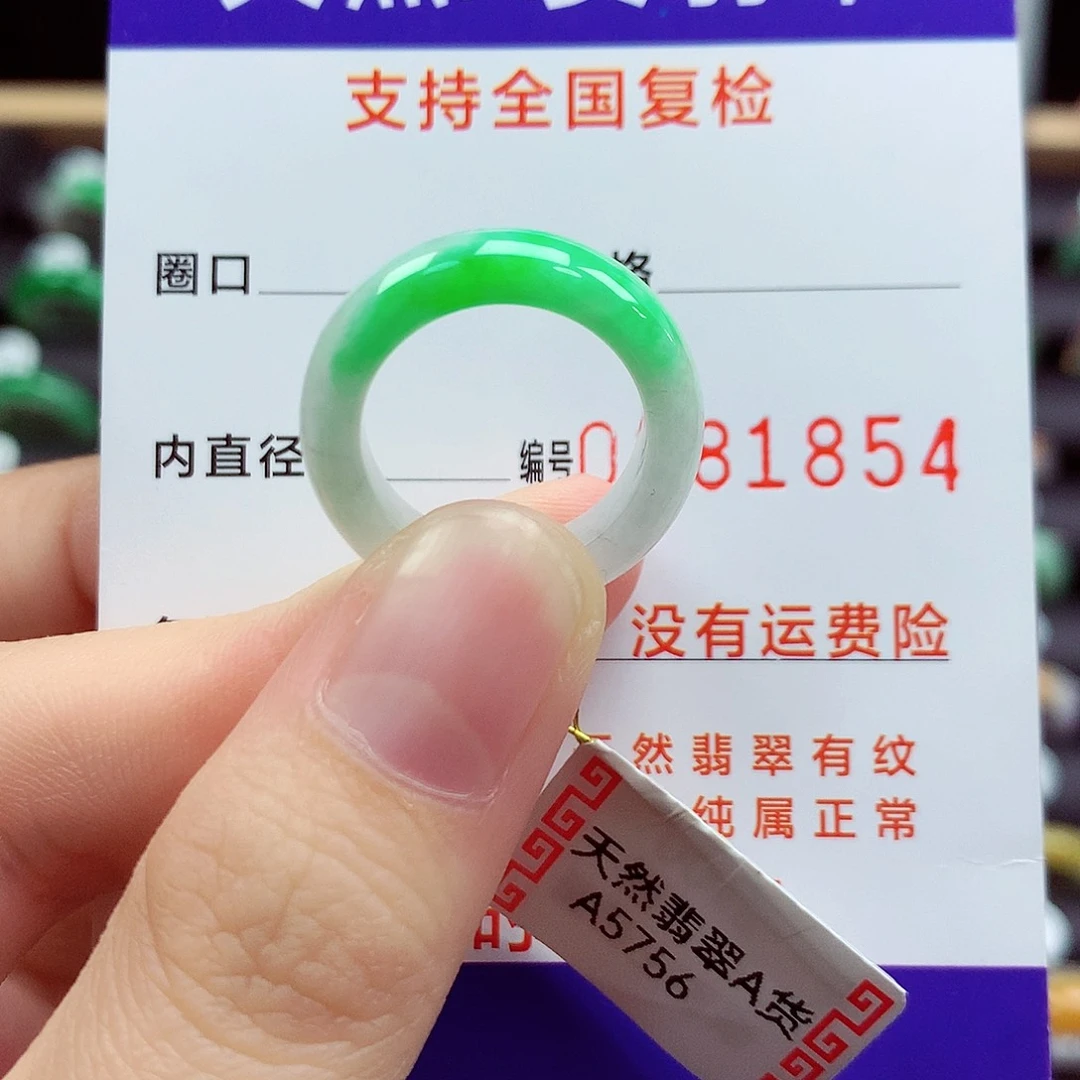 支持全国复检
圈口
内直径
编号
81854
没有运费险
然翡翠有纹
纯属正常
的
天然翡翠A货
A5756